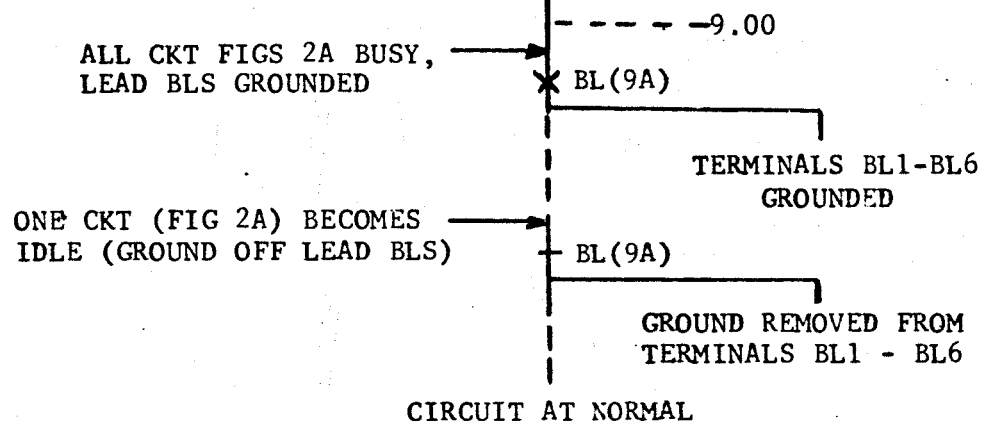 9.00
ALL CKT FIGS 2A BUSY,
LEAD BLS GROUNDED
BL(9A)
TERMINALS BL1-BL6
GROUNDED
ONE CKT (FIG 2A) BECOMES
IDLE (GROUND OFF LEAD BLS)
BL(9A)
GROUND REMOVED FROM
TERMINALS BL1 - BL6
CIRCUIT AT NORMAL